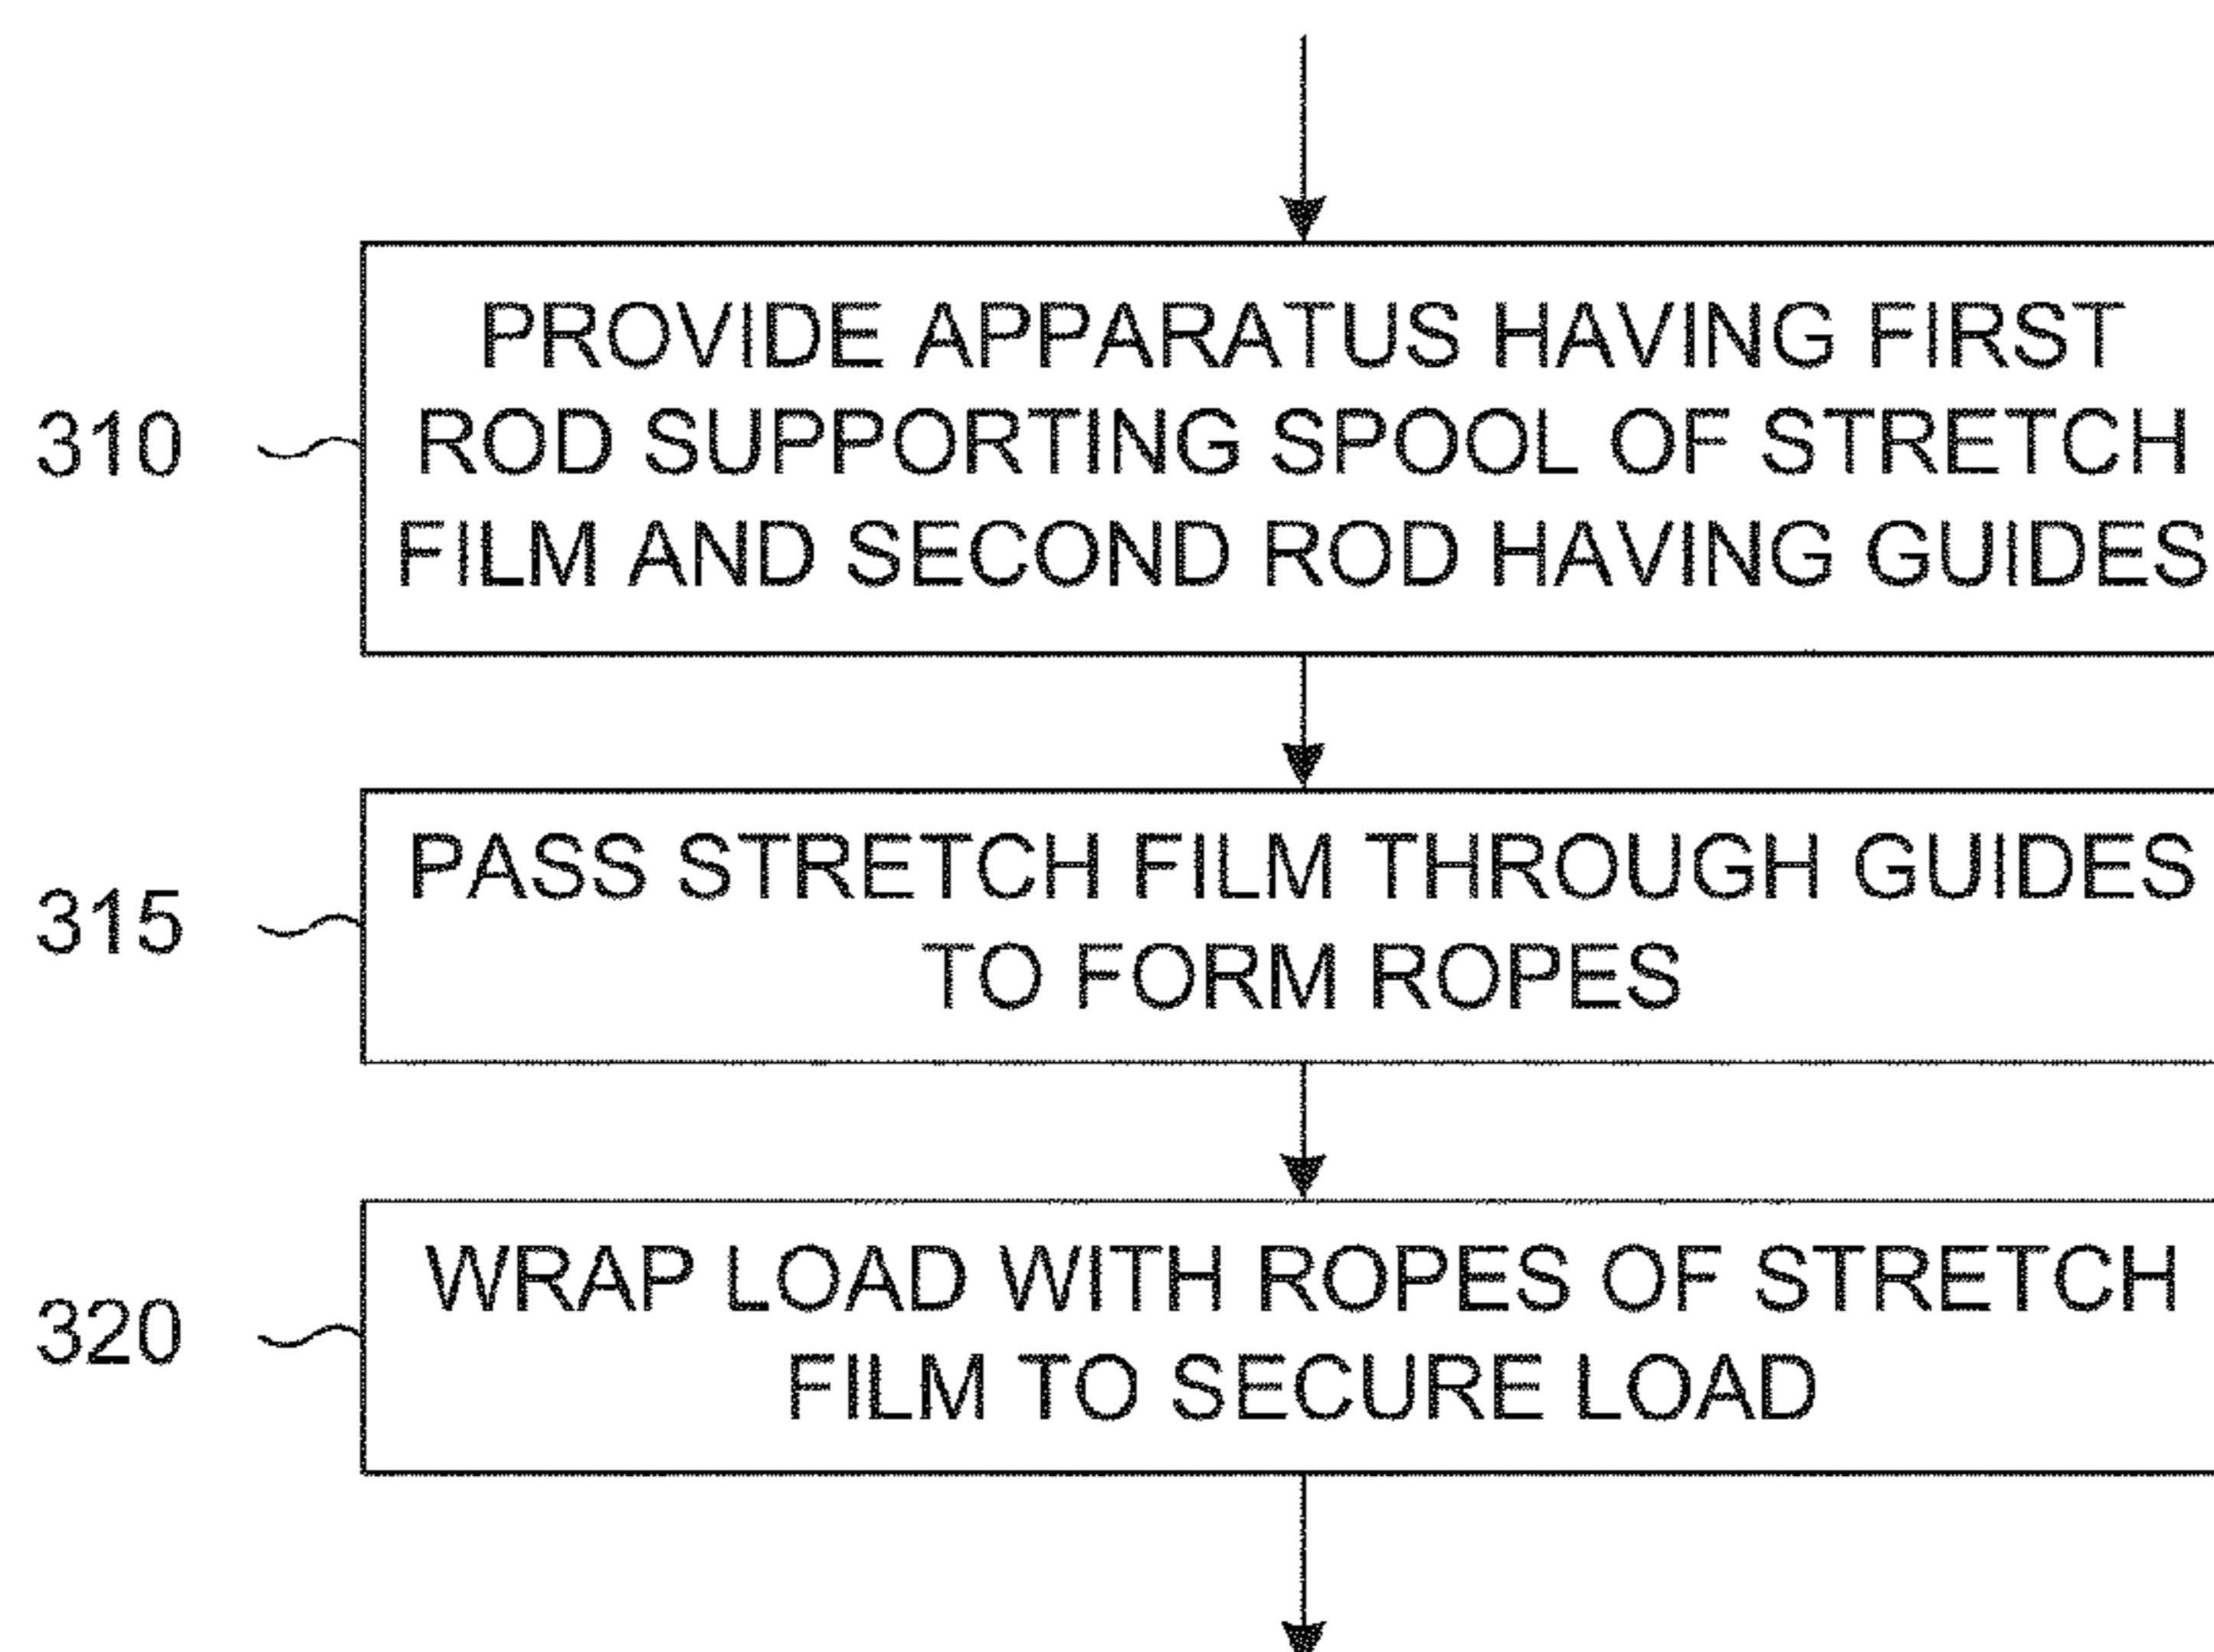 310
PROVIDE APPARATUS HAVING FIRST
ROD SUPPORTING SPOOL OF STRETCH
FILM AND SECOND ROD HAVING GUIDES
315
PASS STRETCH FILM THROUGH GUIDES
TO FORM ROPES
320
WRAP LOAD WITH ROPES OF STRETCH
FILM TO SECURE LOAD